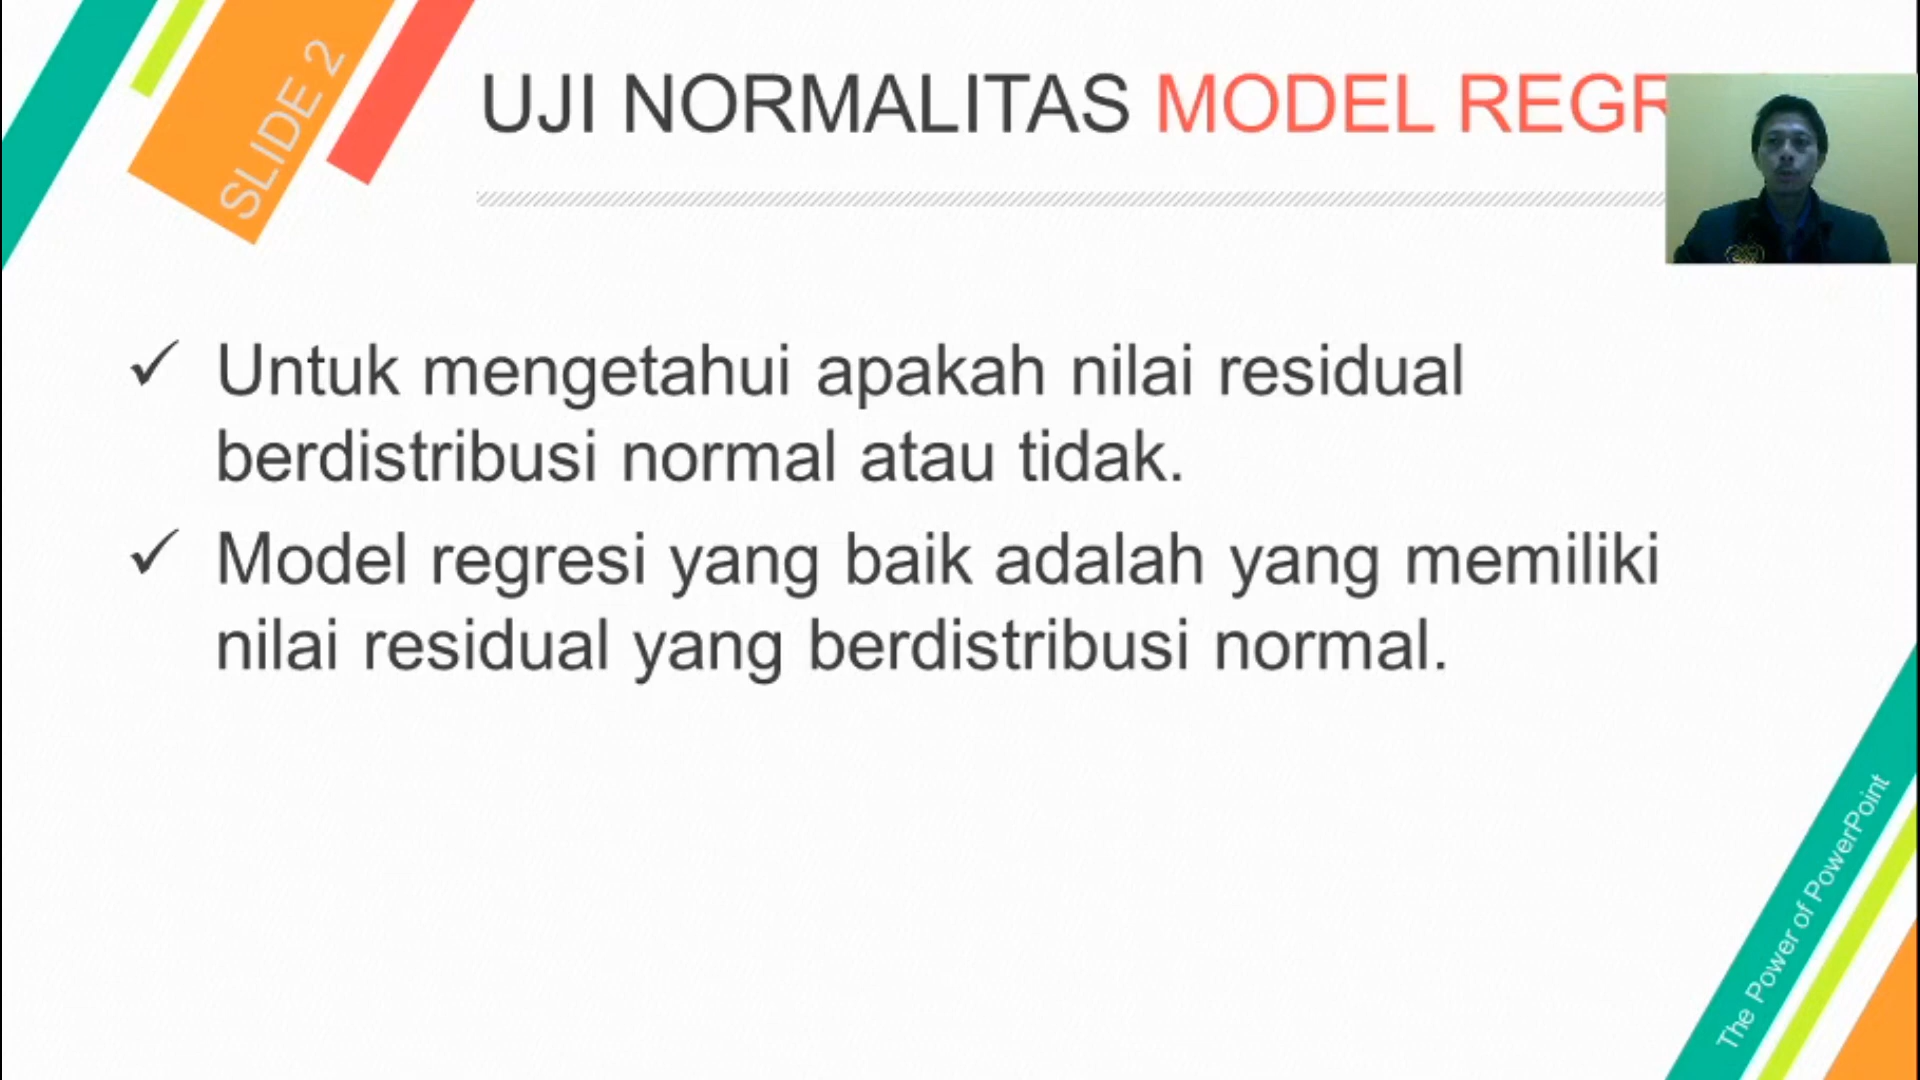 SLIDE 2
UJI NORMALITAS MODEL
Untuk mengetahui apakah nilai residual
berdistribusi normal atau tidak.
Model regresi yang baik adalah yang memiliki
nilai residual yang berdistribusi normal.
The Power of PowerPoint